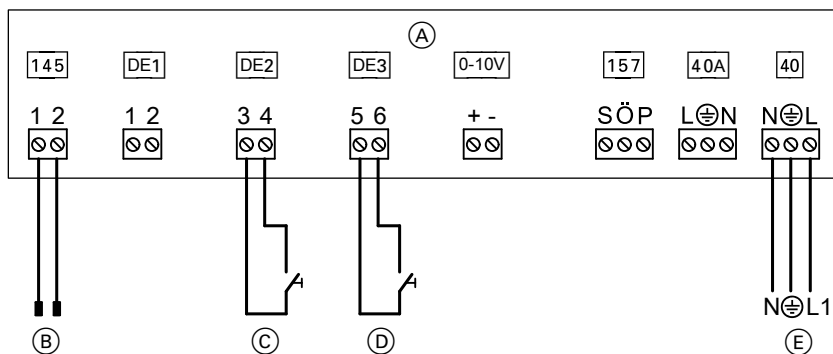 A
145 DE1 DE2 DE3 0-10V 157 40A 40
1 2 1 2 3 4 5 6 + - S Ö P L ⏚ N N ⏚ L
N ⏚ L1
B C D E